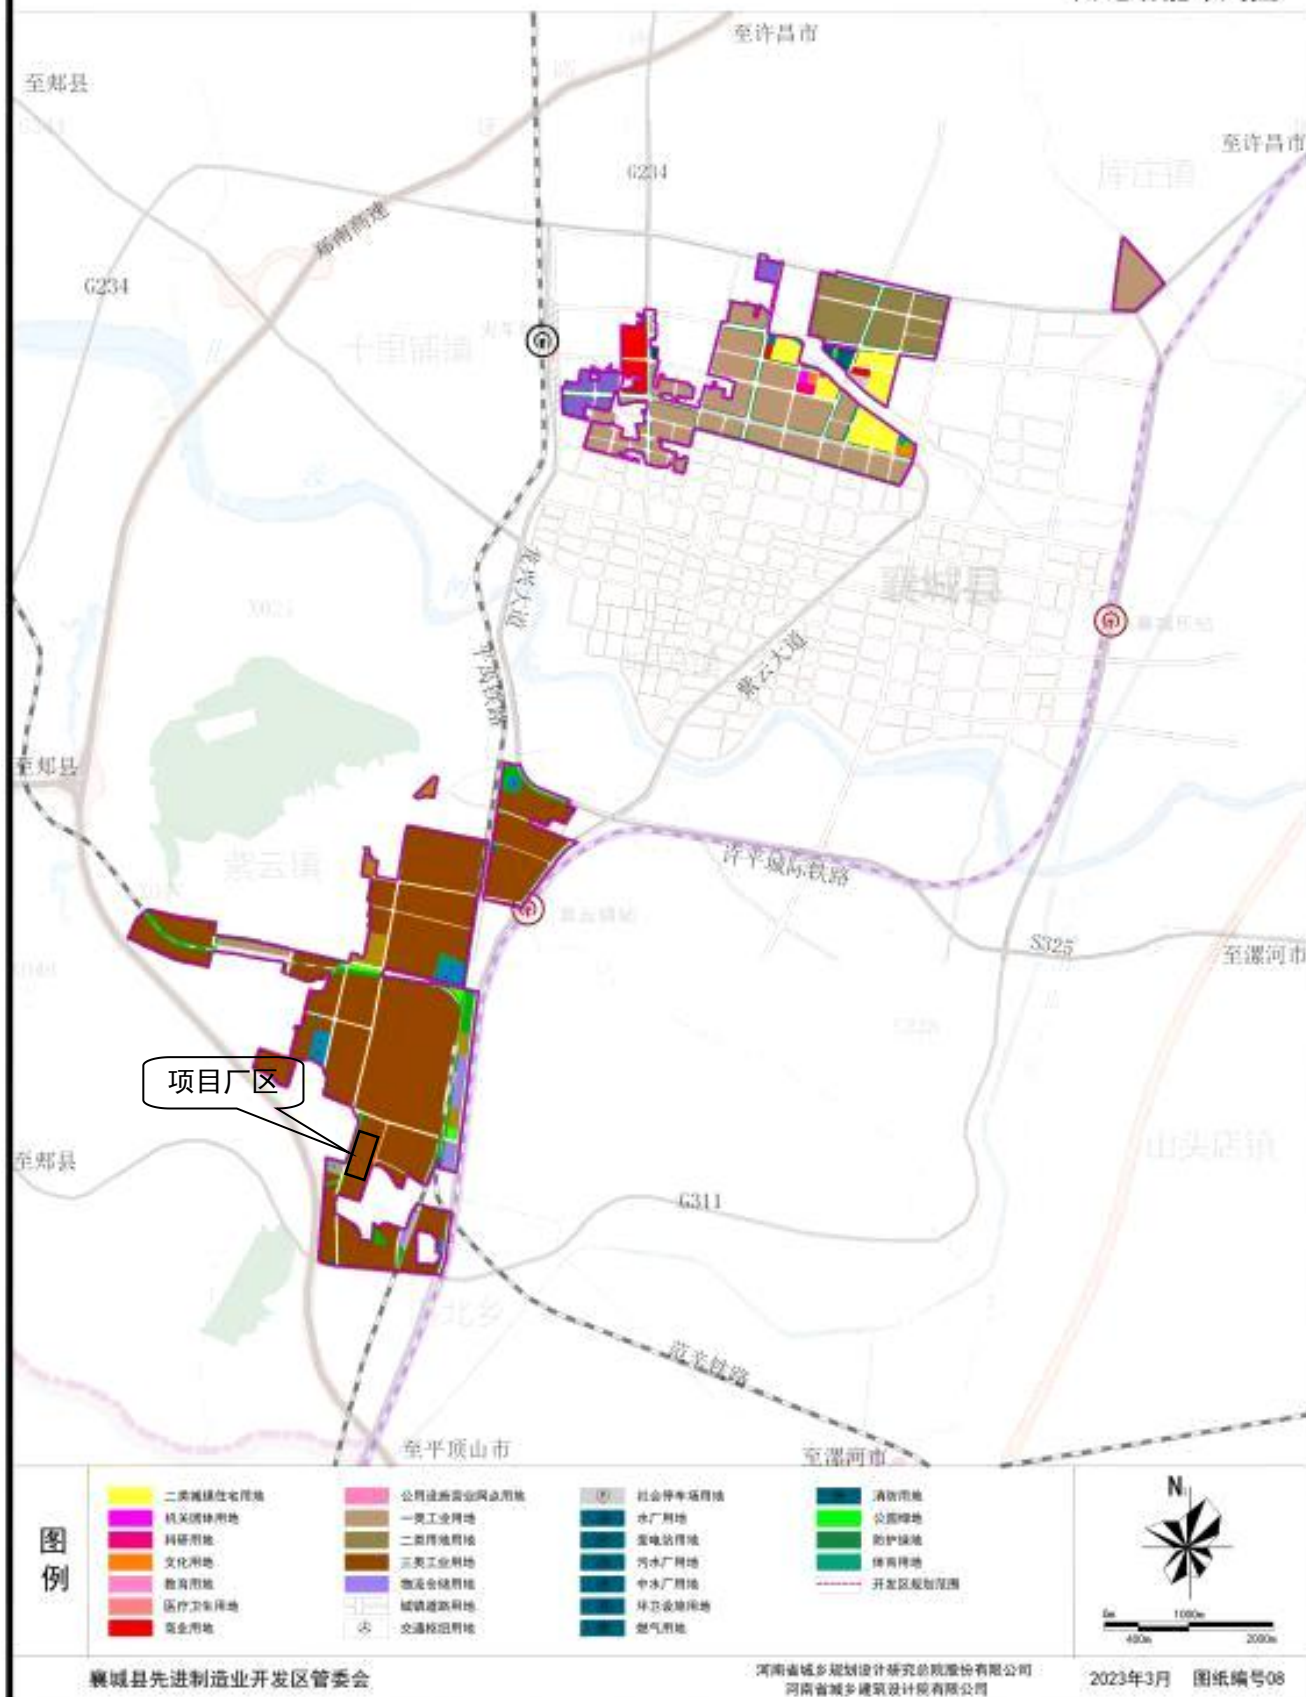 至许昌市
至郏县
至许昌市
G234
郑南高速
G234
十里铺镇
库庄镇
火车
襄城县
紫云大道
至郏县
紫云镇
许平城际铁路
S325
至漯河市
项目厂区
至郏县
山头店镇
G311
至平顶山市
至漯河市
图例
二类城镇住宅用地
机关团体用地
科研用地
文化用地
教育用地
医疗卫生用地
商业用地
公用设施营业网点用地
一类工业用地
二类用地用地
三类工业用地
物流仓储用地
城镇道路用地
交通枢纽用地
社会停车场用地
水厂用地
变电站用地
污水厂用地
中水厂用地
环卫设施用地
燃气用地
消防用地
公园绿地
防护绿地
体育用地
开发区规划范围
N
0m 1000m
400m 2000m
襄城县先进制造业开发区管委会
河南省城乡规划设计研究总院股份有限公司
河南省城乡建筑设计院有限公司
2023年3月 图纸编号08